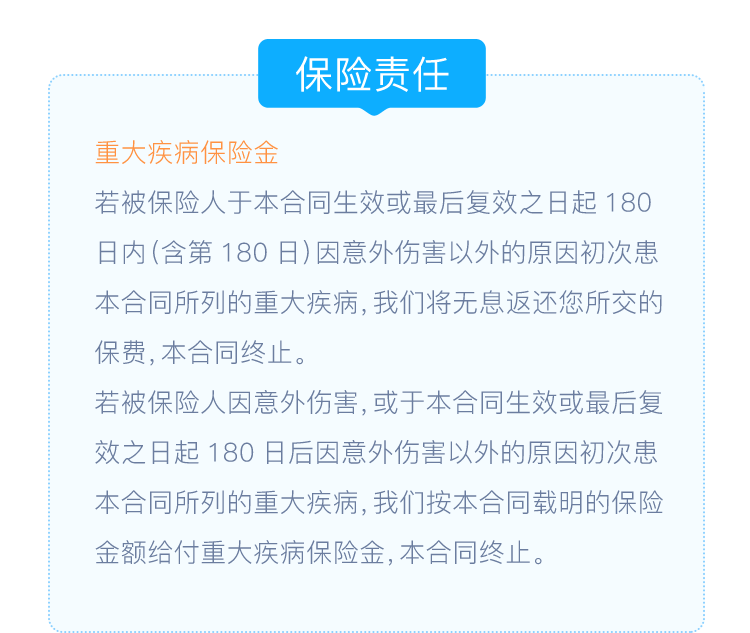 保险责任
重大疾病保险金
若被保险人于本合同生效或最后复效之日起 180
日内(含第 180 日)因意外伤害以外的原因初次患
本合同所列的重大疾病,我们将无息返还您所交的
保费,本合同终止。
若被保险人因意外伤害,或于本合同生效或最后复
效之日起 180 日后因意外伤害以外的原因初次患
本合同所列的重大疾病,我们按本合同载明的保险
金额给付重大疾病保险金,本合同终止。